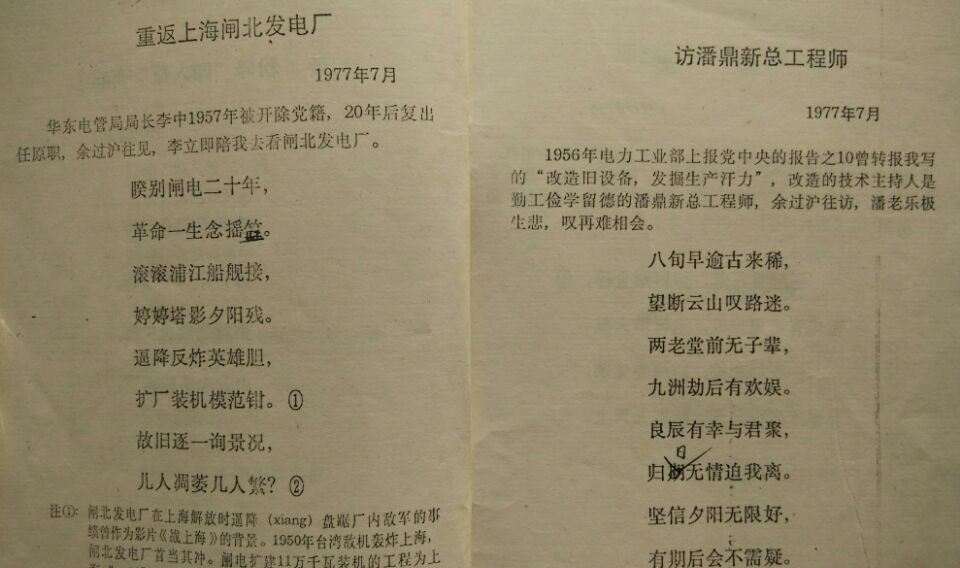 重返上海闸北发电厂
1977年7月
华东电管局局长李中1957年被开除党籍，20年后复出
任原职，余过沪往见，李立即陪我去看闸北发电厂。
睽别闸电二十年，
革命一生念摇篮。
滚滚浦江船舰接，
婷婷塔影夕阳残。
逼降反炸英雄胆，
扩厂装机模范钳。①
故旧逐一询景况，
几人凋萎几人繁？②
注①：闸北发电厂在上海解放时逼降（xiang）盘踞厂内敌军的事
绩曾作为影片《战上海》的背景。1950年台湾敌机轰炸上海，
闸北发电厂首当其冲。闸电扩建11万千瓦装机的工程为上
访潘鼎新总工程师
1977年7月
1956年电力工业部上报党中央的报告之10曾转报我写
的“改造旧设备，发掘生产汗力”，改造的技术主持人是
勤工俭学留德的潘鼎新总工程师，余过沪往访，潘老乐极
生悲，叹再难相会。
八旬早逾古来稀，
望断云山叹路迷。
两老堂前无子辈，
九洲劫后有欢娱。
良辰有幸与君聚，
日
归期无情迫我离。
坚信夕阳无限好，
有期后会不需疑。